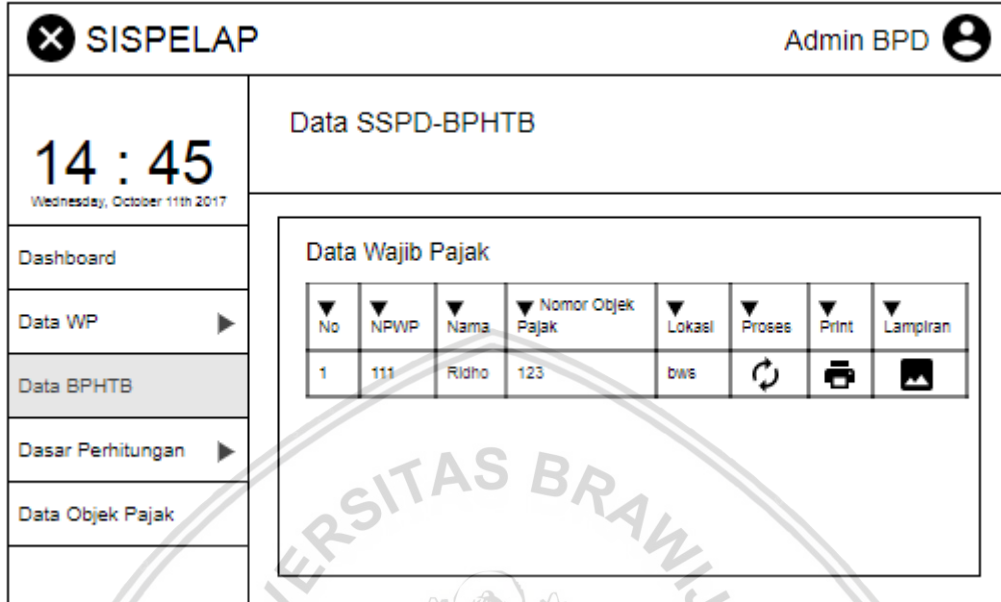 SISPELAP
Admin BPD
14 : 45
Wednesday, October 11th 2017
Dashboard
Data WP
Data BPHTB
Dasar Perhitungan
Data Objek Pajak
Data SSPD-BPHTB
Data Wajib Pajak
No NPWP Nama Nomor Objek Pajak Lokasi Proses Print Lampiran
1 111 Ridho 123 bws
ERSITAS BRAWIJ